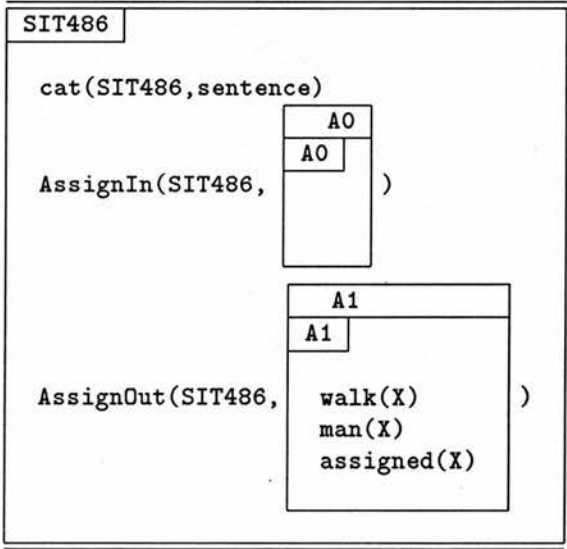 SIT486
cat(SIT486,sentence)
A0
A0
AssignIn(SIT486, )
A1
A1
walk(X)
AssignOut(SIT486, )
man(X)
assigned(X)